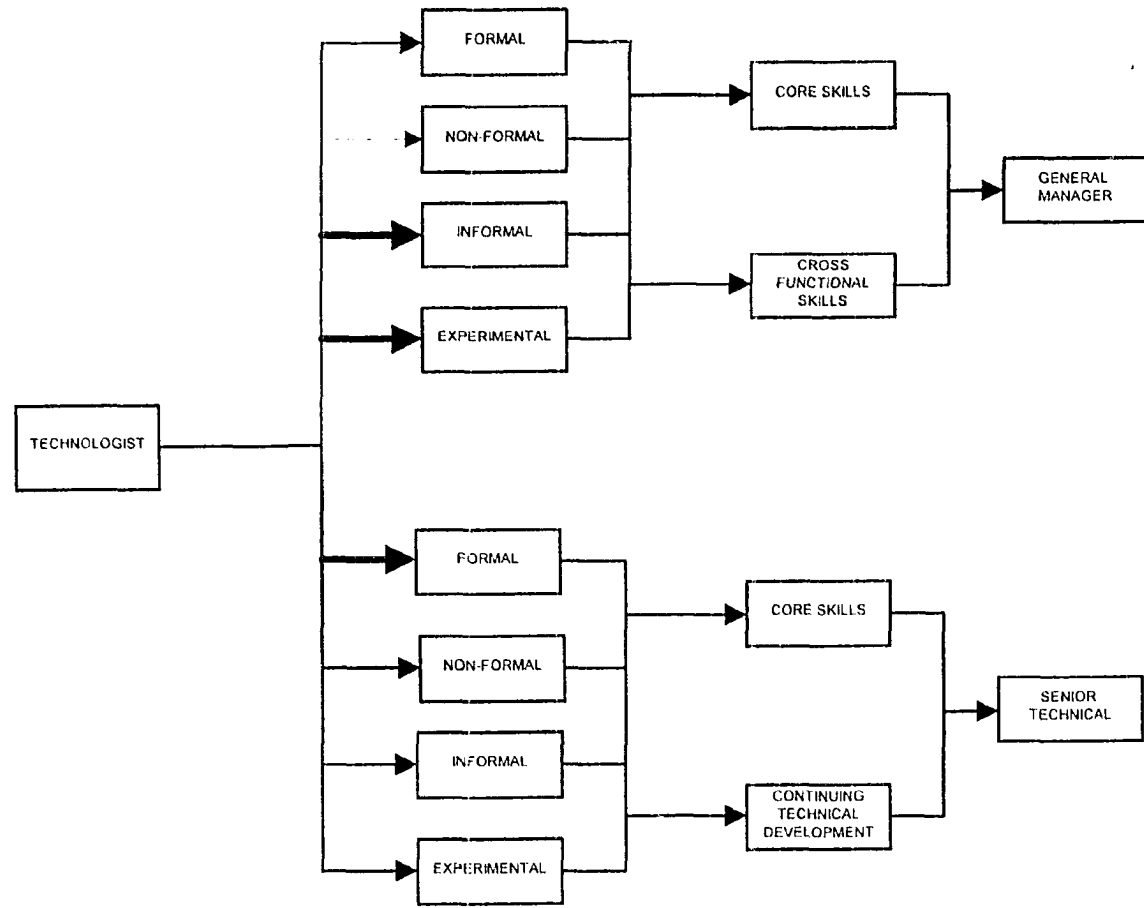 FORMAL
NON-FORMAL
INFORMAL
EXPERIMENTAL
CORE SKILLS
CROSS
FUNCTIONAL
SKILLS
GENERAL
MANAGER
TECHNOLOGIST
FORMAL
NON-FORMAL
INFORMAL
EXPERIMENTAL
CORE SKILLS
CONTINUING
TECHNICAL
DEVELOPMENT
SENIOR
TECHNICAL